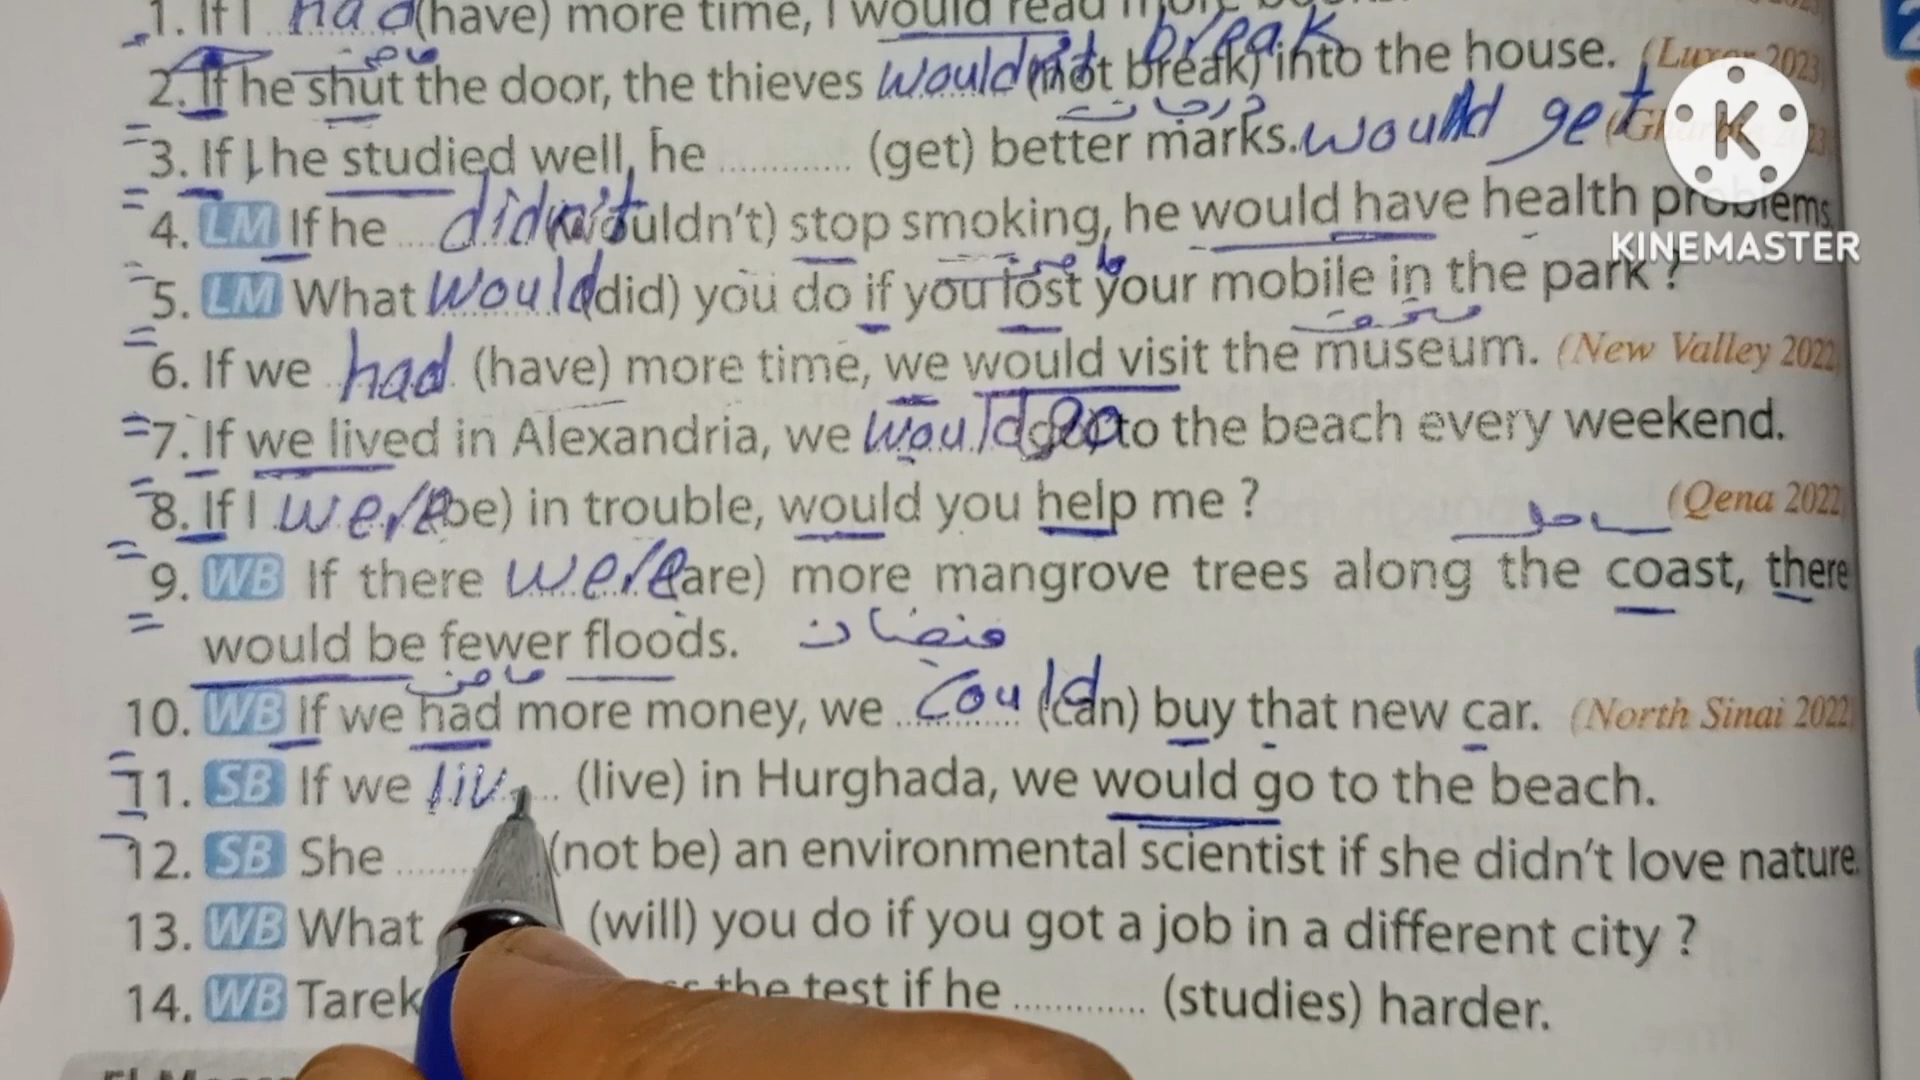 1. If I had (have) more time, I would read more
2. If he shut the door, the thieves wouldn't break (not break) into the house. (Luxor 2023)
ماضى
3. If he studied well, he ............ (get) better marks. would get
درجات
4. LM If he didn't (wouldn't) stop smoking, he would have health problems
5. LM What would (did) you do if you lost your mobile in the park ?
ماضى
6. If we had (have) more time, we would visit the museum. (New Valley 2022
متحف
7. If we lived in Alexandria, we would go (go) to the beach every weekend.
8. If I were (be) in trouble, would you help me ? (Qena 2022
ساحل
9. WB If there were (are) more mangrove trees along the coast, there
would be fewer floods. فيضان
ماضى
10. WB If we had more money, we could (can) buy that new car. (North Sinai 2022
11. SB If we liv (live) in Hurghada, we would go to the beach.
12. SB She ........ (not be) an environmental scientist if she didn't love nature.
13. WB What (will) you do if you got a job in a different city ?
14. WB Tarek the test if he ............ (studies) harder.
K
KINEMASTER